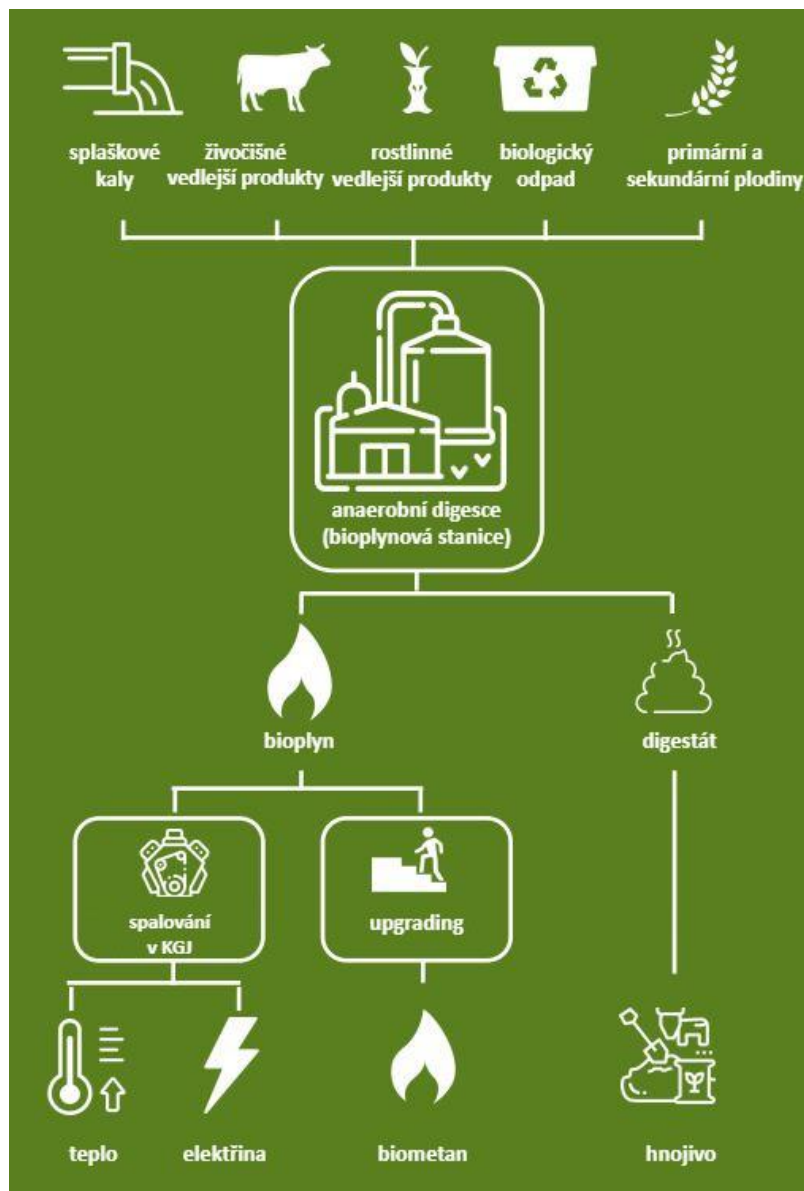 splaškové
kaly
živočišné
vedlejší produkty
rostlinné
vedlejší produkty
biologický
odpad
primární a
sekundární plodiny
anaerobní digesce
(bioplynová stanice)
bioplyn
digestát
spalování
v KGJ
upgrading
teplo
elektřina
biometan
hnojivo